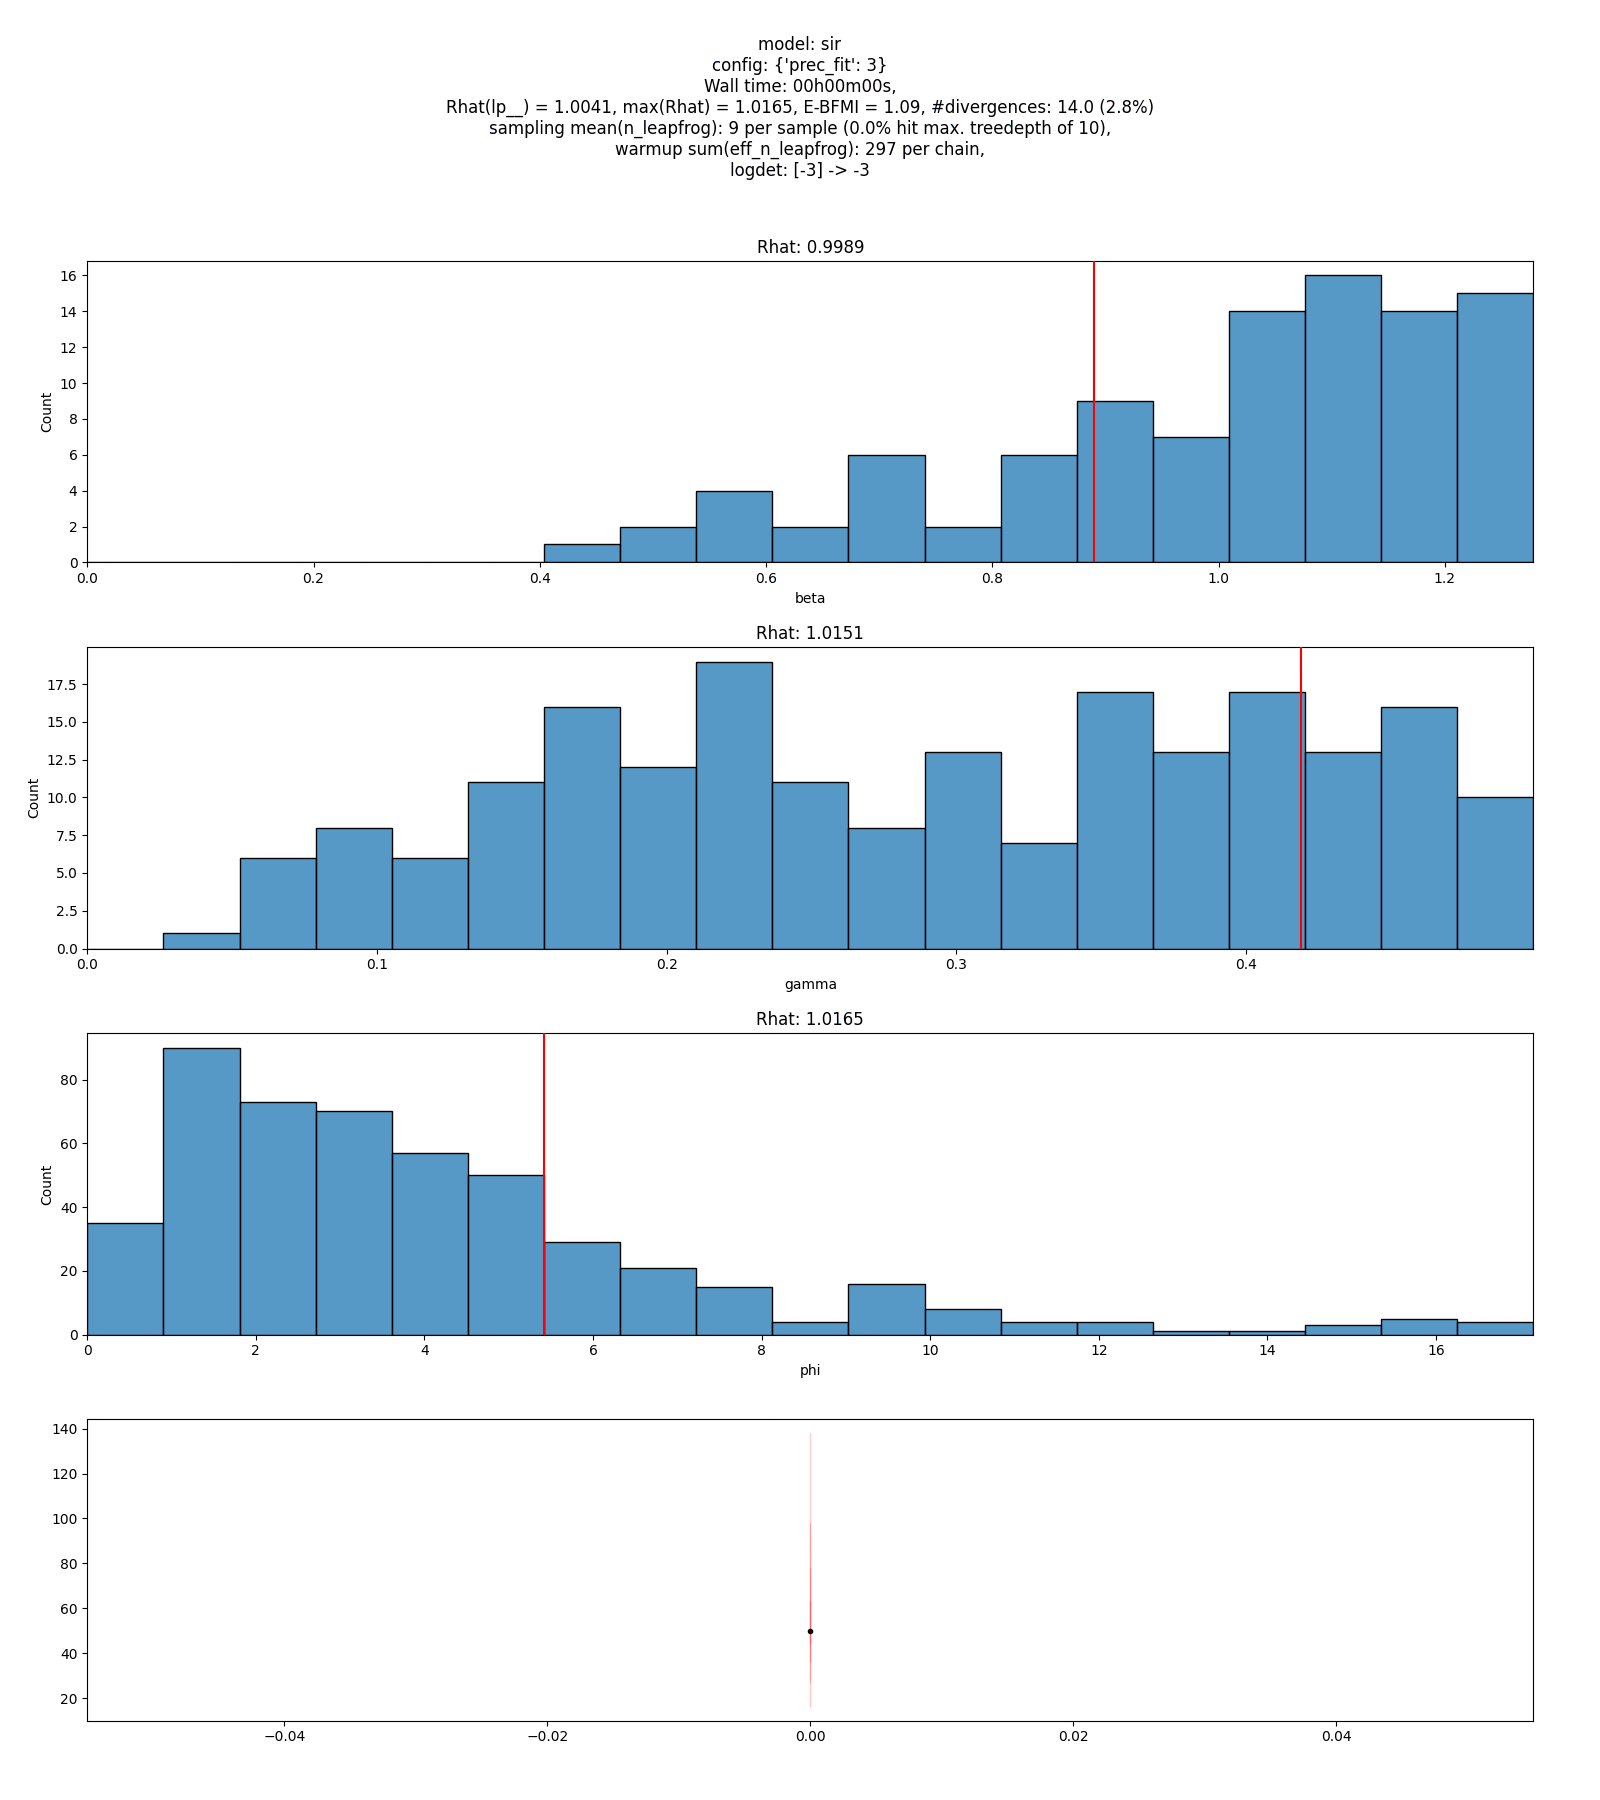 model: sir
config: {'prec_fit': 3}
Wall time: 00h00m00s,
Rhat(lp__) = 1.0041, max(Rhat) = 1.0165, E-BFMI = 1.09, #divergences: 14.0 (2.8%)
sampling mean(n_leapfrog): 9 per sample (0.0% hit max. treedepth of 10),
warmup sum(eff_n_leapfrog): 297 per chain,
logdet: [-3] -> -3
Rhat: 0.9989
16
14
12
10
8
6
4
2
0
Count
0.0 0.2 0.4 0.6 0.8 1.0 1.2
beta
Rhat: 1.0151
17.5
15.0
12.5
10.0
7.5
5.0
2.5
0.0
Count
0.0 0.1 0.2 0.3 0.4
gamma
Rhat: 1.0165
80
60
40
20
0
Count
0 2 4 6 8 10 12 14 16
phi
140
120
100
80
60
40
20
−0.04 −0.02 0.00 0.02 0.04